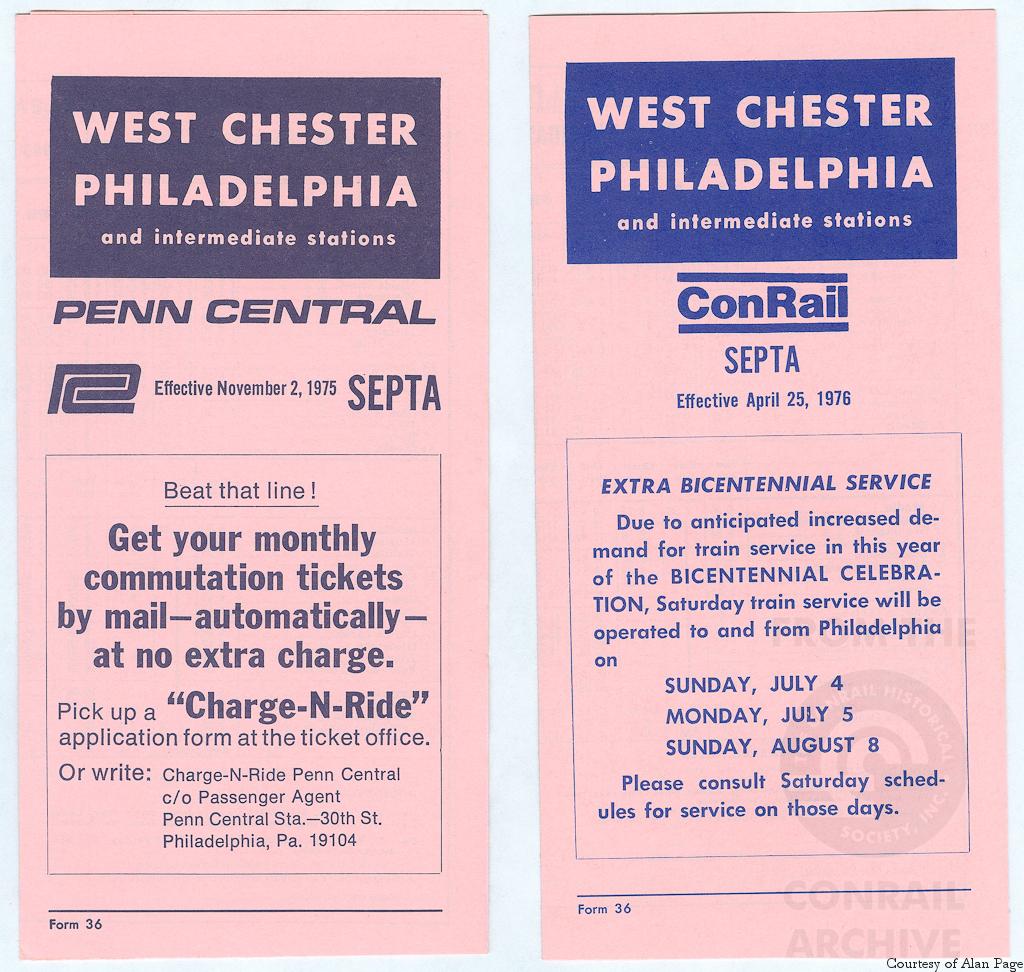 WEST CHESTER
PHILADELPHIA
and intermediate stations
PENN CENTRAL
Effective November 2, 1975 SEPTA
Beat that line!
Get your monthly
commutation tickets
by mail—automatically—
at no extra charge.
Pick up a "Charge-N-Ride"
application form at the ticket office.
Or write: Charge-N-Ride Penn Central
c/o Passenger Agent
Penn Central Sta.—30th St.
Philadelphia, Pa. 19104
Form 36
WEST CHESTER
PHILADELPHIA
and intermediate stations
ConRail
SEPTA
Effective April 25, 1976
EXTRA BICENTENNIAL SERVICE
Due to anticipated increased de-
mand for train service in this year
of the BICENTENNIAL CELEBRA-
TION, Saturday train service will be
operated to and from Philadelphia
on
SUNDAY, JULY 4
MONDAY, JULY 5
SUNDAY, AUGUST 8
Please consult Saturday sched-
ules for service on those days.
Form 36
FROM THE
CONRAIL HISTORICAL
SOCIETY, INC.
CONRAIL
ARCHIVE
Courtesy of Alan Page